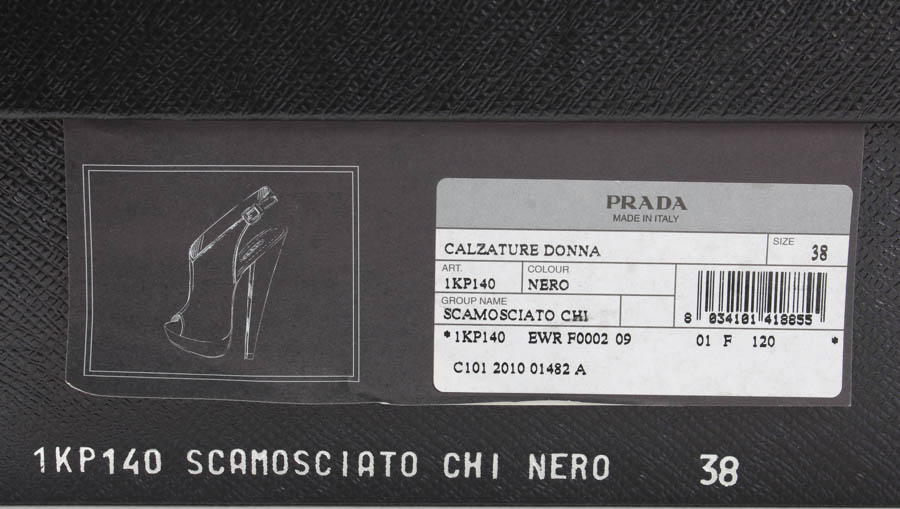 PRADA
MADE IN ITALY
CALZATURE DONNA
SIZE
38
ART.
1KP140
COLOUR
NERO
GROUP NAME
SCAMOSCIATO CHI
8 034101 418855
*1KP140 EWR F0002 09 01 F 120 *
C101 2010 01482 A
1KP140 SCAMOSCIATO CHI NERO 38